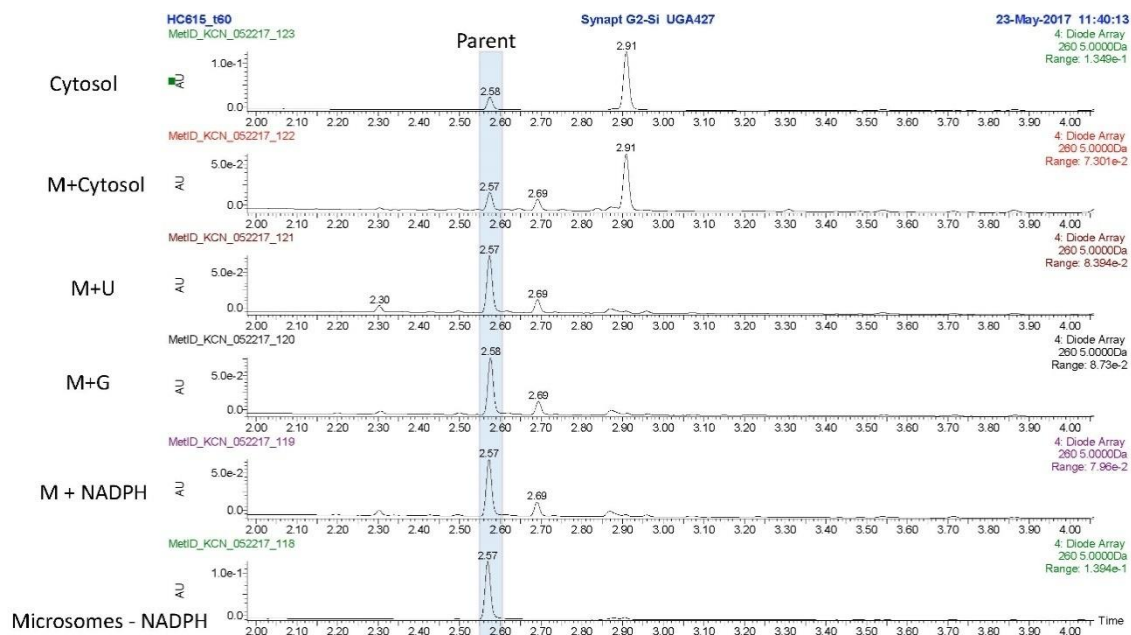 HC615_t60 Synapt G2-Si UGA427 23-May-2017 11:40:13
MetID_KCN_052217_123 Parent 4: Diode Array
260 5.0000Da
Range: 1.349e-1
Cytosol AU 1.0e-1 2.58 2.91
0.0
2.00 2.10 2.20 2.30 2.40 2.50 2.60 2.70 2.80 2.90 3.00 3.10 3.20 3.30 3.40 3.50 3.60 3.70 3.80 3.90 4.00
MetID_KCN_052217_122 4: Diode Array
260 5.0000Da
Range: 7.301e-2
M+Cytosol AU 5.0e-2 2.57 2.69 2.91
0.0
2.00 2.10 2.20 2.30 2.40 2.50 2.60 2.70 2.80 2.90 3.00 3.10 3.20 3.30 3.40 3.50 3.60 3.70 3.80 3.90 4.00
MetID_KCN_052217_121 4: Diode Array
260 5.0000Da
Range: 8.394e-2
M+U AU 5.0e-2 2.30 2.57 2.69
0.0
2.00 2.10 2.20 2.30 2.40 2.50 2.60 2.70 2.80 2.90 3.00 3.10 3.20 3.30 3.40 3.50 3.60 3.70 3.80 3.90 4.00
MetID_KCN_052217_120 4: Diode Array
260 5.0000Da
Range: 8.73e-2
M+G AU 5.0e-2 2.58 2.69
0.0
2.00 2.10 2.20 2.30 2.40 2.50 2.60 2.70 2.80 2.90 3.00 3.10 3.20 3.30 3.40 3.50 3.60 3.70 3.80 3.90 4.00
MetID_KCN_052217_119 4: Diode Array
260 5.0000Da
Range: 7.96e-2
M + NADPH AU 5.0e-2 2.57 2.69
0.0
2.00 2.10 2.20 2.30 2.40 2.50 2.60 2.70 2.80 2.90 3.00 3.10 3.20 3.30 3.40 3.50 3.60 3.70 3.80 3.90 4.00
MetID_KCN_052217_118 4: Diode Array
260 5.0000Da
Range: 1.394e-1
AU 1.0e-1 2.57
Microsomes - NADPH 0.0 Time
2.00 2.10 2.20 2.30 2.40 2.50 2.60 2.70 2.80 2.90 3.00 3.10 3.20 3.30 3.40 3.50 3.60 3.70 3.80 3.90 4.00